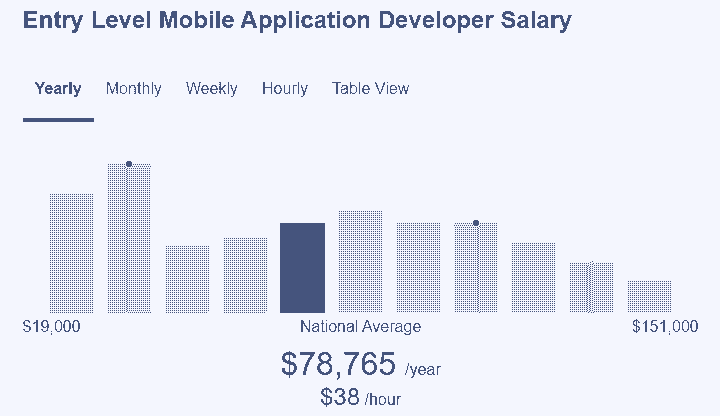 Entry Level Mobile Application Developer Salary
Yearly Monthly Weekly Hourly Table View
$19,000 National Average $151,000
$78,765 /year
$38 /hour